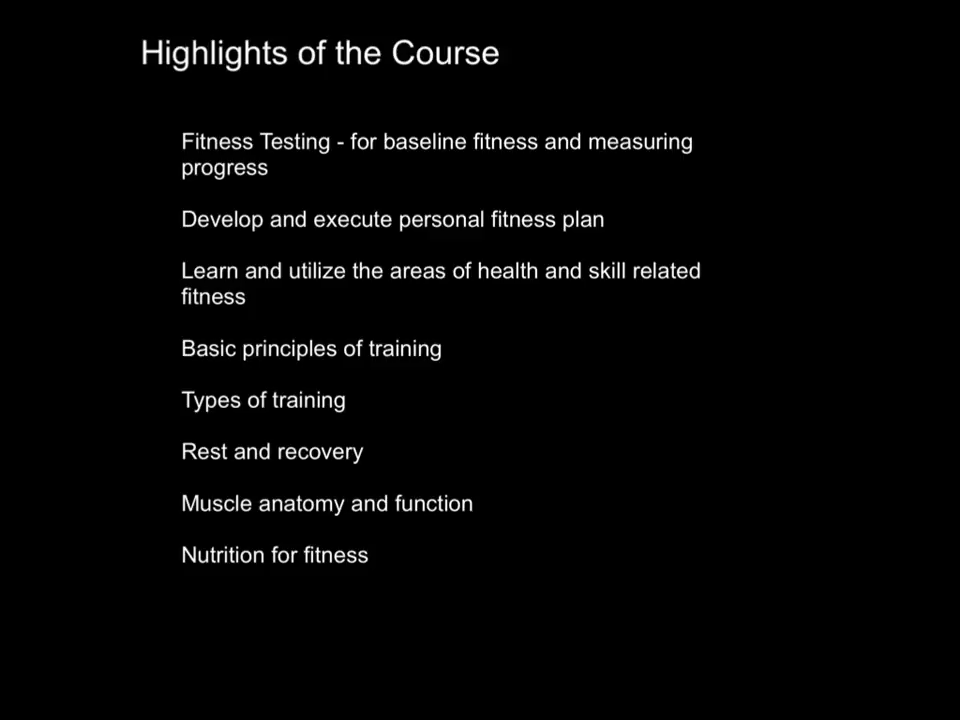 Highlights of the Course
Fitness Testing - for baseline fitness and measuring
progress
Develop and execute personal fitness plan
Learn and utilize the areas of health and skill related
fitness
Basic principles of training
Types of training
Rest and recovery
Muscle anatomy and function
Nutrition for fitness